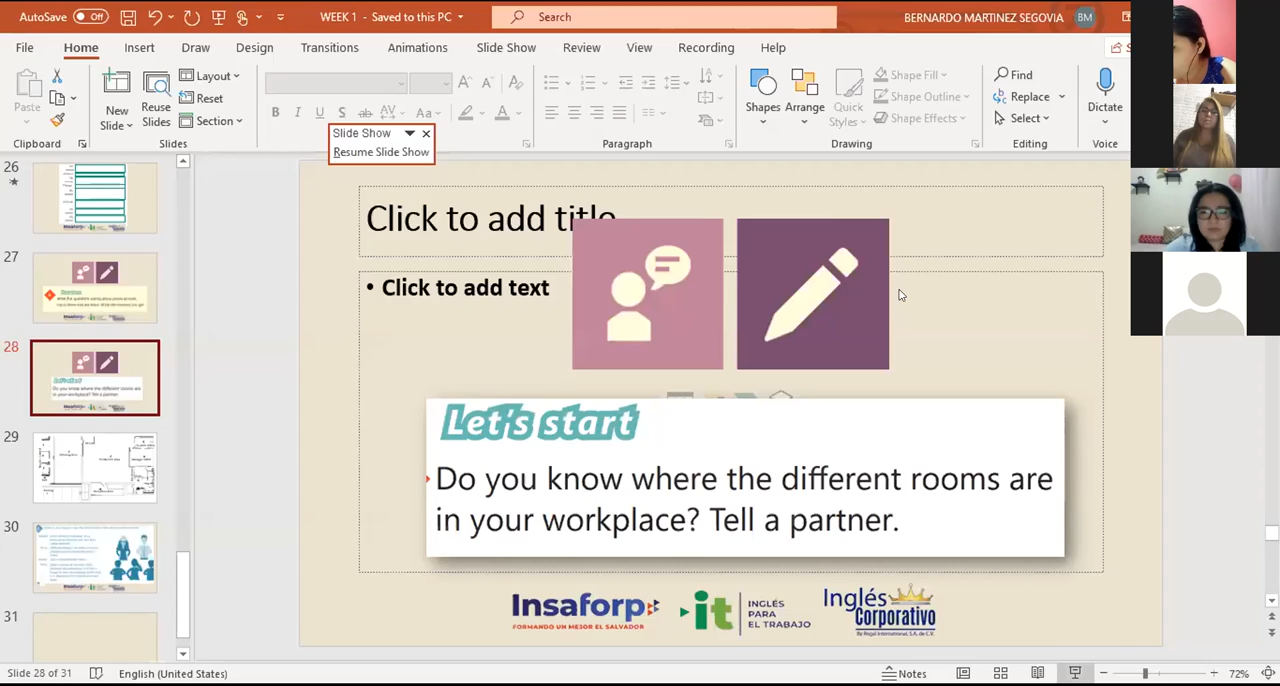 AutoSave Off WEEK 1 - Saved to this PC Search BERNARDO MARTINEZ SEGOVIA BM
File Home Insert Draw Design Transitions Animations Slide Show Review View Recording Help
Paste
New Slide
Reuse Slides
Layout
Reset
Section
Shapes Arrange Quick Styles
Shape Fill
Shape Outline
Shape Effects
Find
Replace
Select
Dictate
Clipboard Slides Paragraph Drawing Editing Voice
Slide Show
Resume Slide Show
26
27
28
29
30
31
Click to add title
• Click to add text
Let's start
Do you know where the different rooms are
in your workplace? Tell a partner.
Insaforp
FORMANDO UN MEJOR EL SALVADOR
it INGLÉS PARA EL TRABAJO
Inglés Corporativo
By Regal International, S.A. de C.V.
Slide 28 of 31 English (United States) Notes 72%